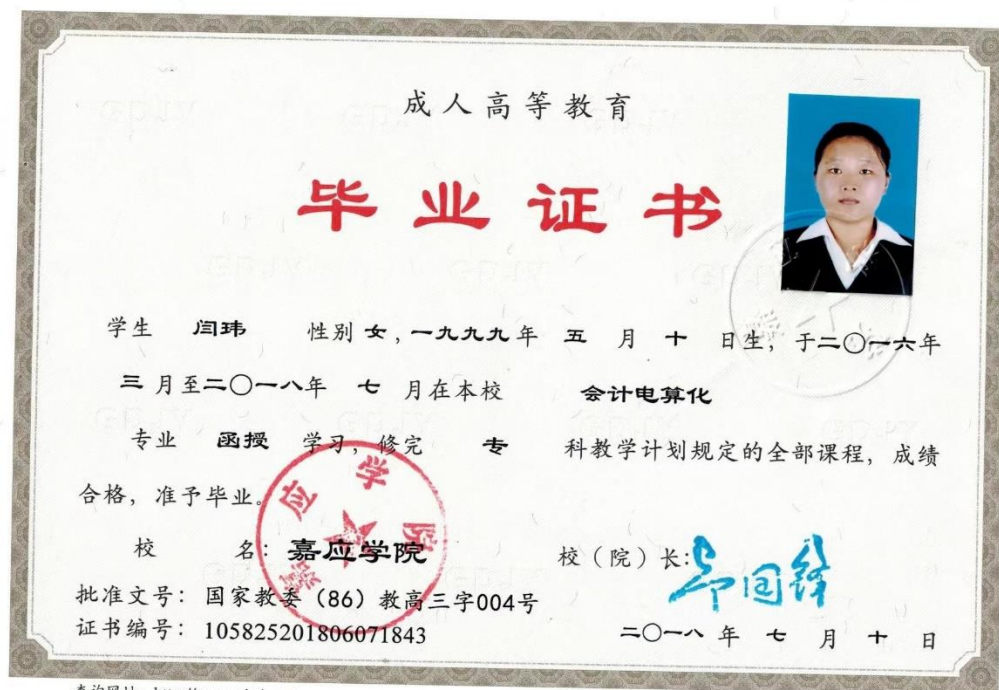 成人高等教育
毕业证书
学生 闫玮 性别 女,一九九九年 五 月 十 日生,于二〇一六年
三 月至二〇一八年 七 月在本校 会计电算化
专业 函授 学习,修完 专 科教学计划规定的全部课程,成绩
合格,准予毕业。
嘉应学院
校 名:嘉应学院
校(院)长:
批准文号:国家教委(86)教高三字004号
证书编号:105825201806071843
二〇一八 年 七 月 十 日